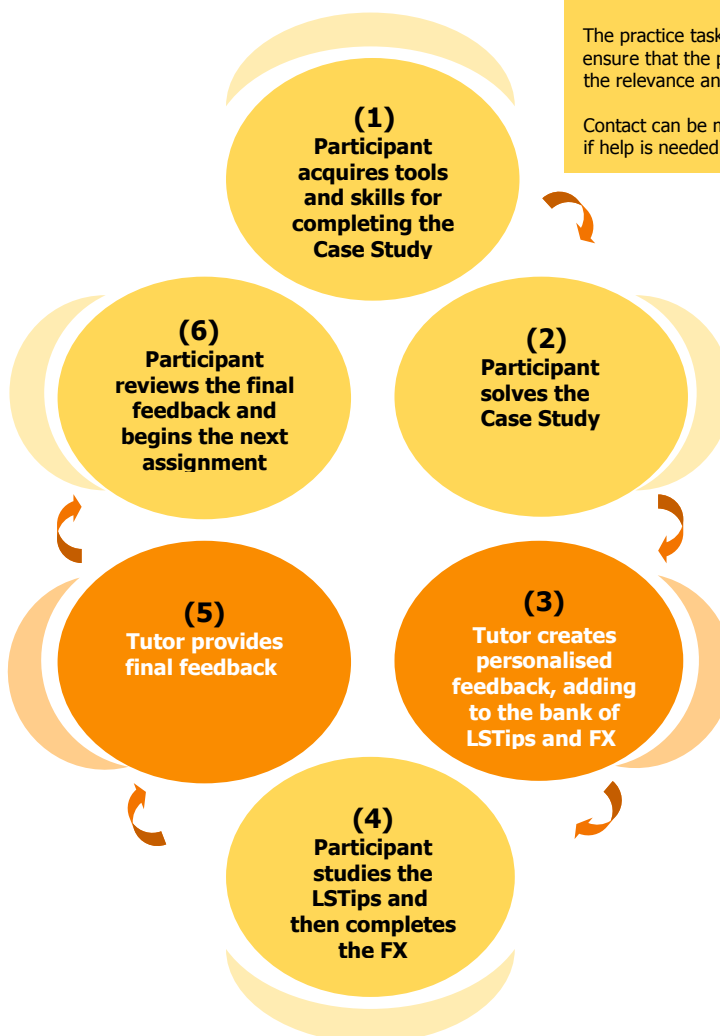 The practice task
ensure that the p
the relevance an
Contact can be m
if help is needed
(1)
Participant
acquires tools
and skills for
completing the
Case Study
(2)
Participant
solves the
Case Study
(3)
Tutor creates
personalised
feedback, adding
to the bank of
LSTips and FX
(4)
Participant
studies the
LSTips and
then completes
the FX
(5)
Tutor provides
final feedback
(6)
Participant
reviews the final
feedback and
begins the next
assignment